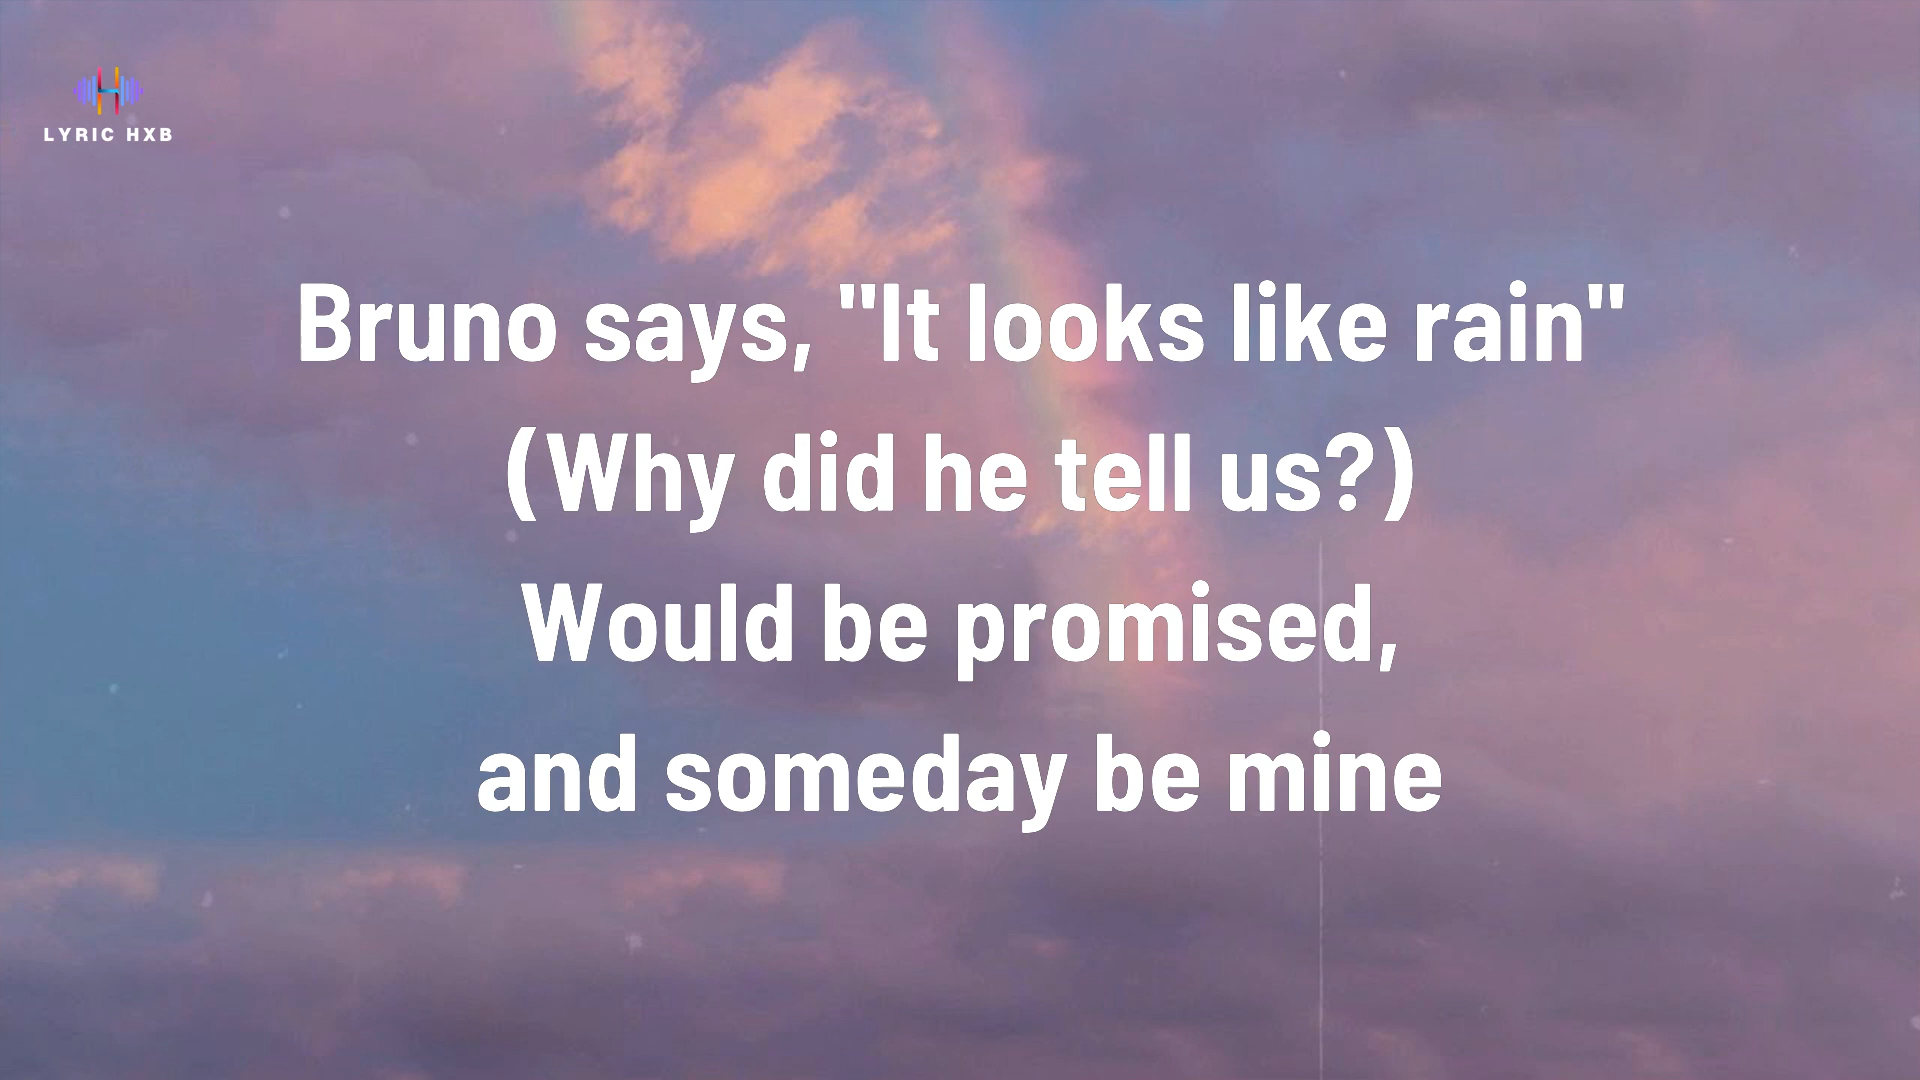 LYRIC HXB
Bruno says, "It looks like rain"
(Why did he tell us?)
Would be promised,
and someday be mine